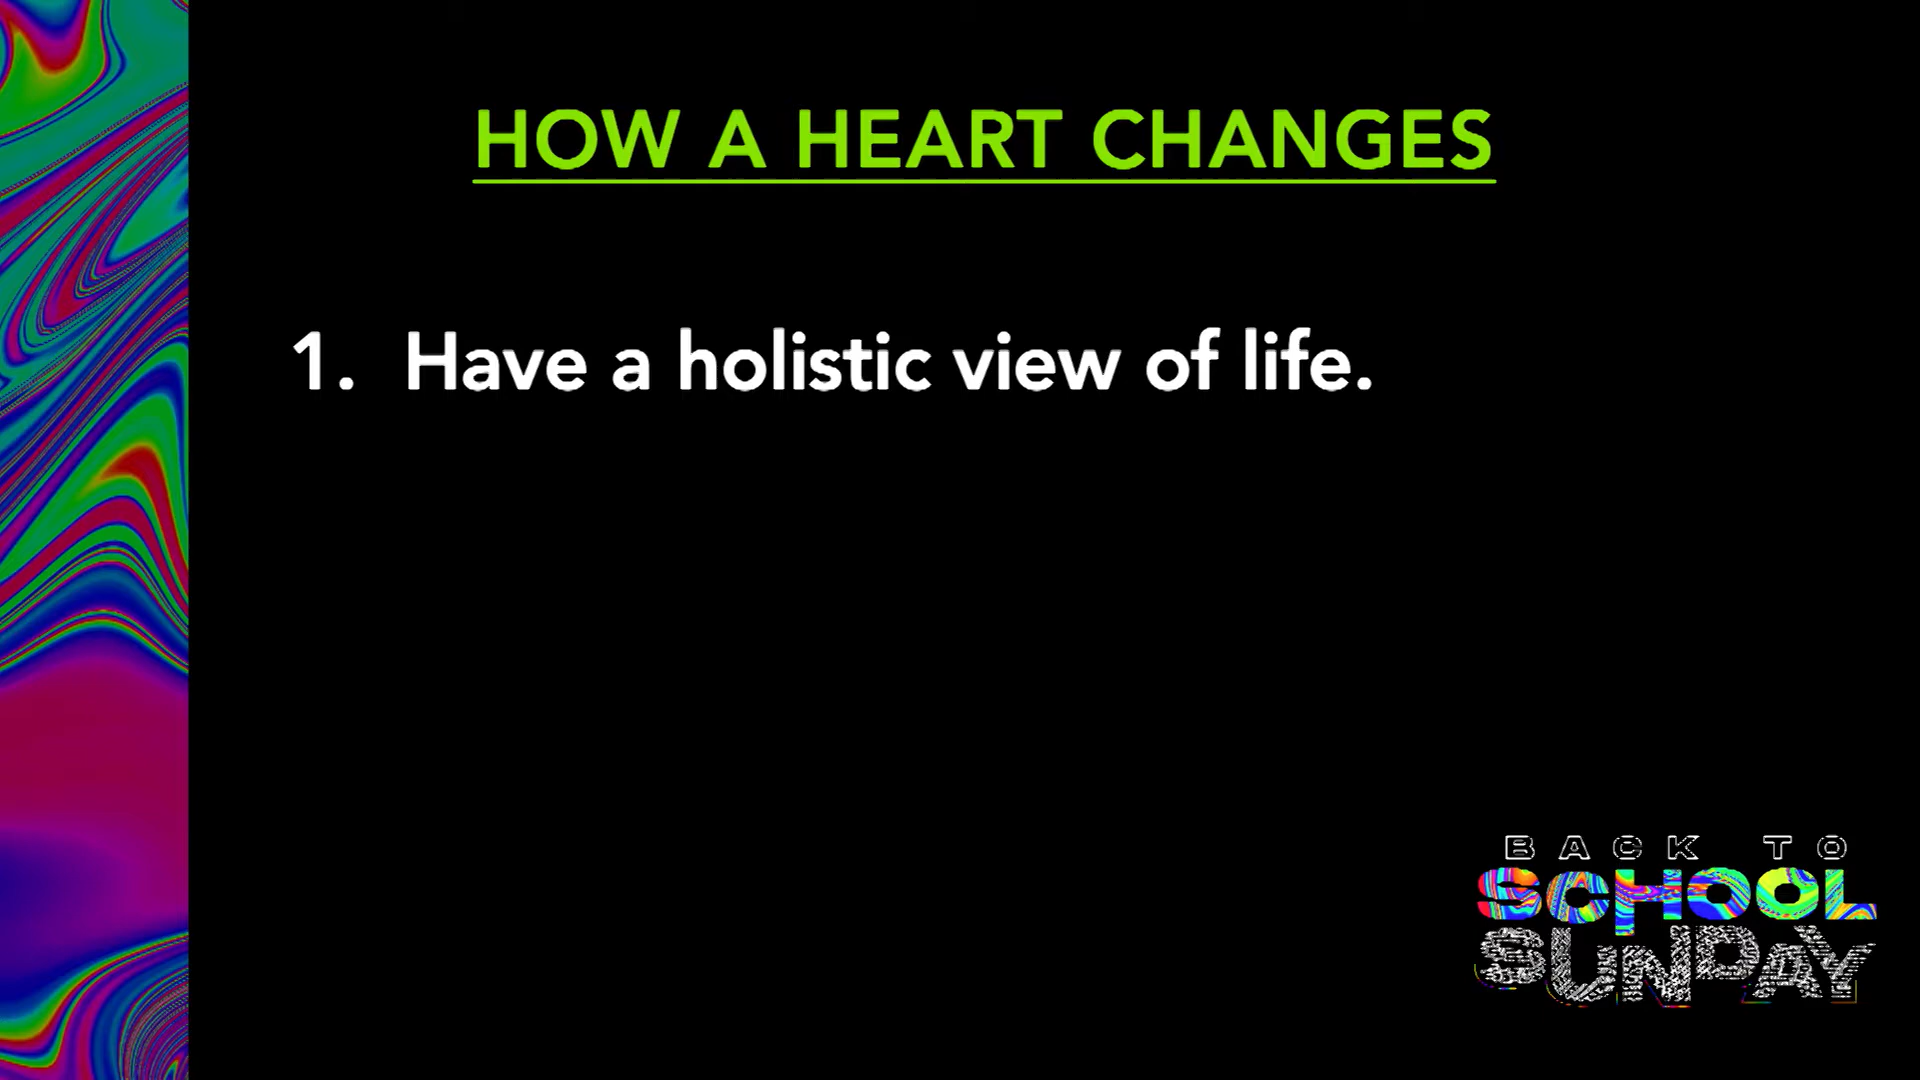 HOW A HEART CHANGES
1. Have a holistic view of life.
BACK TO
SCHOOL
SUNDAY